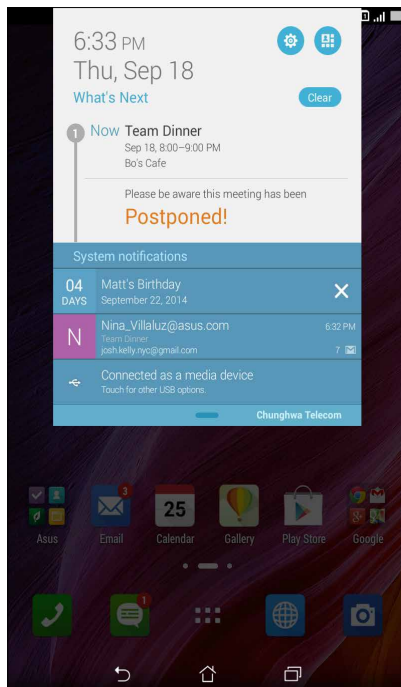 6:33 PM
Thu, Sep 18
What's Next
Clear
1
Now Team Dinner
Sep 18, 8:00–9:00 PM
Bo's Cafe
Please be aware this meeting has been
Postponed!
System notifications
04 DAYS
Matt's Birthday
September 22, 2014
N
Nina_Villaluz@asus.com
6:32 PM
Team Dinner
josh.kelly.nyc@gmail.com
7
Connected as a media device
Touch for other USB options.
Chunghwa Telecom
3
25
Asus
Email
Calendar
Gallery
Play Store
Google
1